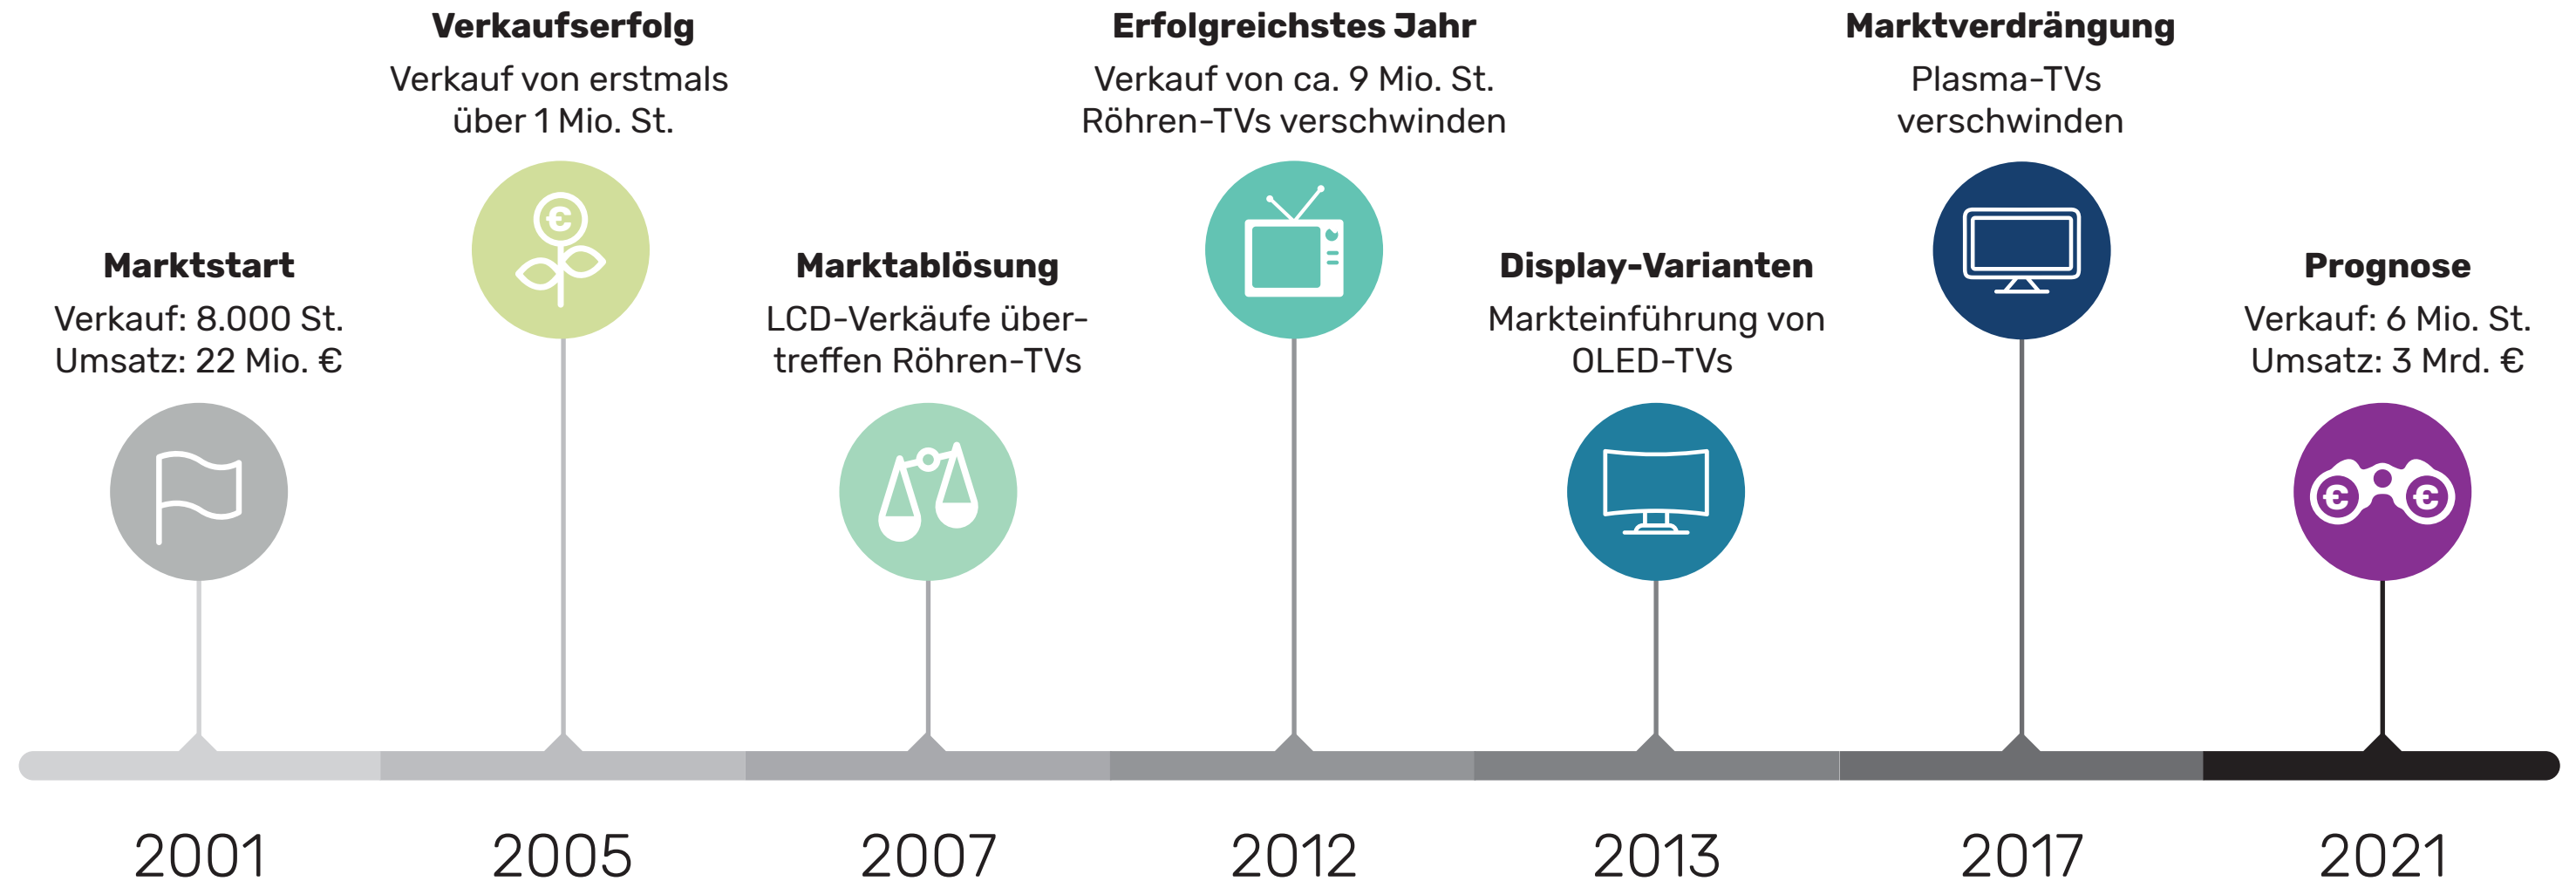 Marktstart
Verkauf: 8.000 St.
Umsatz: 22 Mio. €
2001
Verkaufserfolg
Verkauf von erstmals
über 1 Mio. St.
€
2005
Marktablösung
LCD-Verkäufe über-
treffen Röhren-TVs
2007
Erfolgreichstes Jahr
Verkauf von ca. 9 Mio. St.
Röhren-TVs verschwinden
2012
Display-Varianten
Markteinführung von
OLED-TVs
2013
Marktverdrängung
Plasma-TVs
verschwinden
2017
Prognose
Verkauf: 6 Mio. St.
Umsatz: 3 Mrd. €
€ €
2021